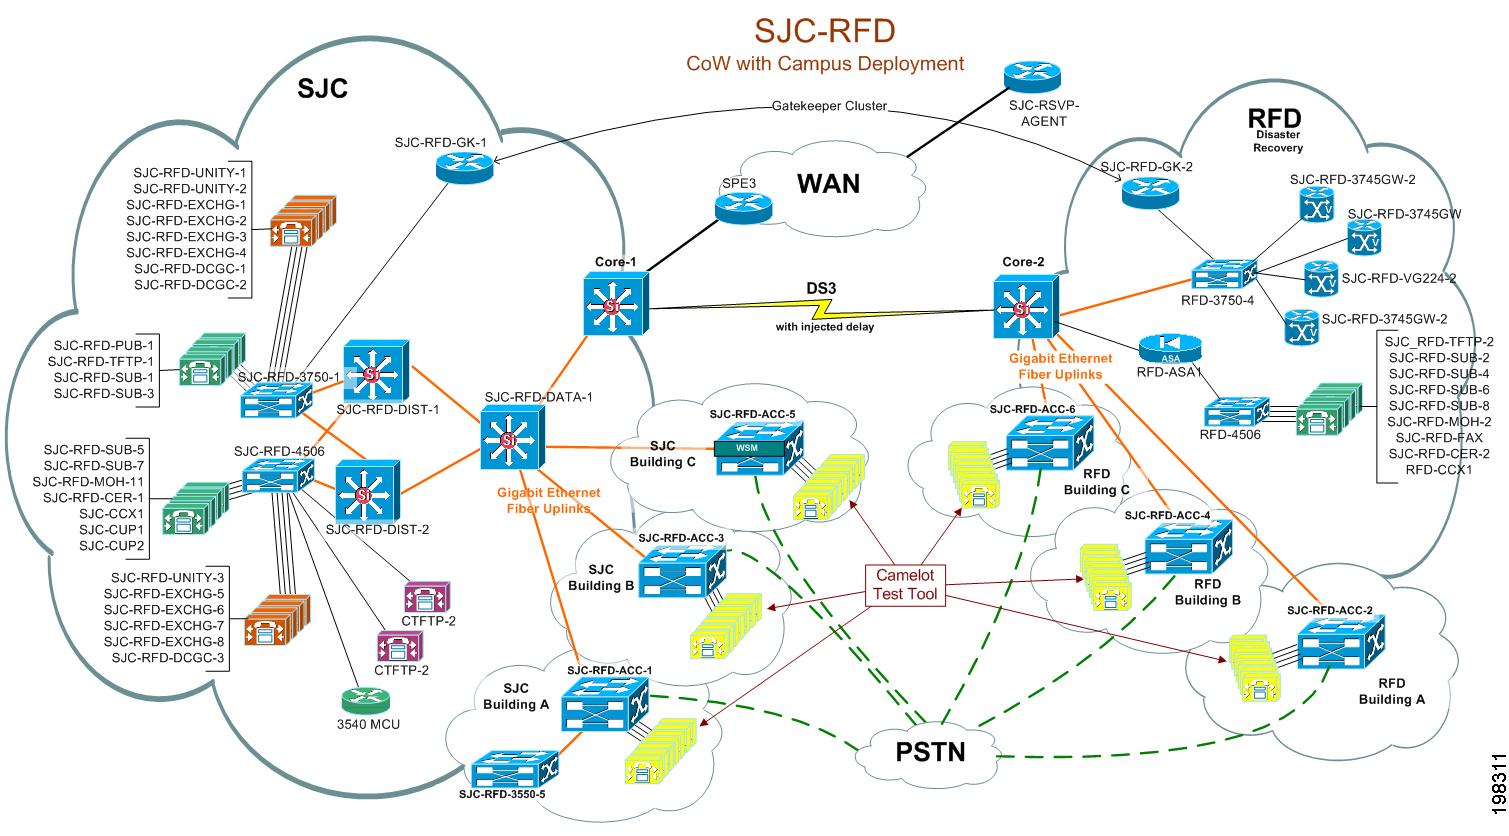 SJC-RFD
CoW with Campus Deployment
SJC
SJC-RFD-UNITY-1
SJC-RFD-UNITY-2
SJC-RFD-EXCHG-1
SJC-RFD-EXCHG-2
SJC-RFD-EXCHG-3
SJC-RFD-EXCHG-4
SJC-RFD-DCGC-1
SJC-RFD-DCGC-2
SJC-RFD-GK-1
Gatekeeper Cluster
SJC-RSVP-
AGENT
WAN
SPE3
RFD
Disaster
Recovery
SJC-RFD-GK-2
SJC-RFD-3745GW-2
SJC-RFD-3745GW
SJC-RFD-VG224-2
SJC-RFD-3745GW-2
RFD-3750-4
Core-1
Core-2
DS3
with injected delay
Si
Si
Gigabit Ethernet
Fiber Uplinks
ASA
RFD-ASA1
RFD-4506
SJC_RFD-TFTP-2
SJC-RFD-SUB-2
SJC-RFD-SUB-4
SJC-RFD-SUB-6
SJC-RFD-SUB-8
SJC-RFD-MOH-2
SJC-RFD-FAX
SJC-RFD-CER-2
RFD-CCX1
SJC-RFD-PUB-1
SJC-RFD-TFTP-1
SJC-RFD-SUB-1
SJC-RFD-SUB-3
SJC-RFD-3750-1
Si
SJC-RFD-DIST-1
SJC-RFD-DATA-1
Si
SJC-RFD-SUB-5
SJC-RFD-SUB-7
SJC-RFD-MOH-11
SJC-RFD-CER-1
SJC-CCX1
SJC-CUP1
SJC-CUP2
SJC-RFD-4506
Si
SJC-RFD-DIST-2
Gigabit Ethernet
Fiber Uplinks
SJC-RFD-UNITY-3
SJC-RFD-EXCHG-5
SJC-RFD-EXCHG-6
SJC-RFD-EXCHG-7
SJC-RFD-EXCHG-8
SJC-RFD-DCGC-3
CTFTP-2
CTFTP-2
3540 MCU
SJC-RFD-ACC-5
WSM
SJC
Building C
SJC-RFD-ACC-3
SJC
Building B
SJC-RFD-ACC-1
SJC
Building A
SJC-RFD-3550-5
Camelot
Test Tool
SJC-RFD-ACC-6
RFD
Building C
SJC-RFD-ACC-4
RFD
Building B
SJC-RFD-ACC-2
RFD
Building A
PSTN
V
V
V
V
198311